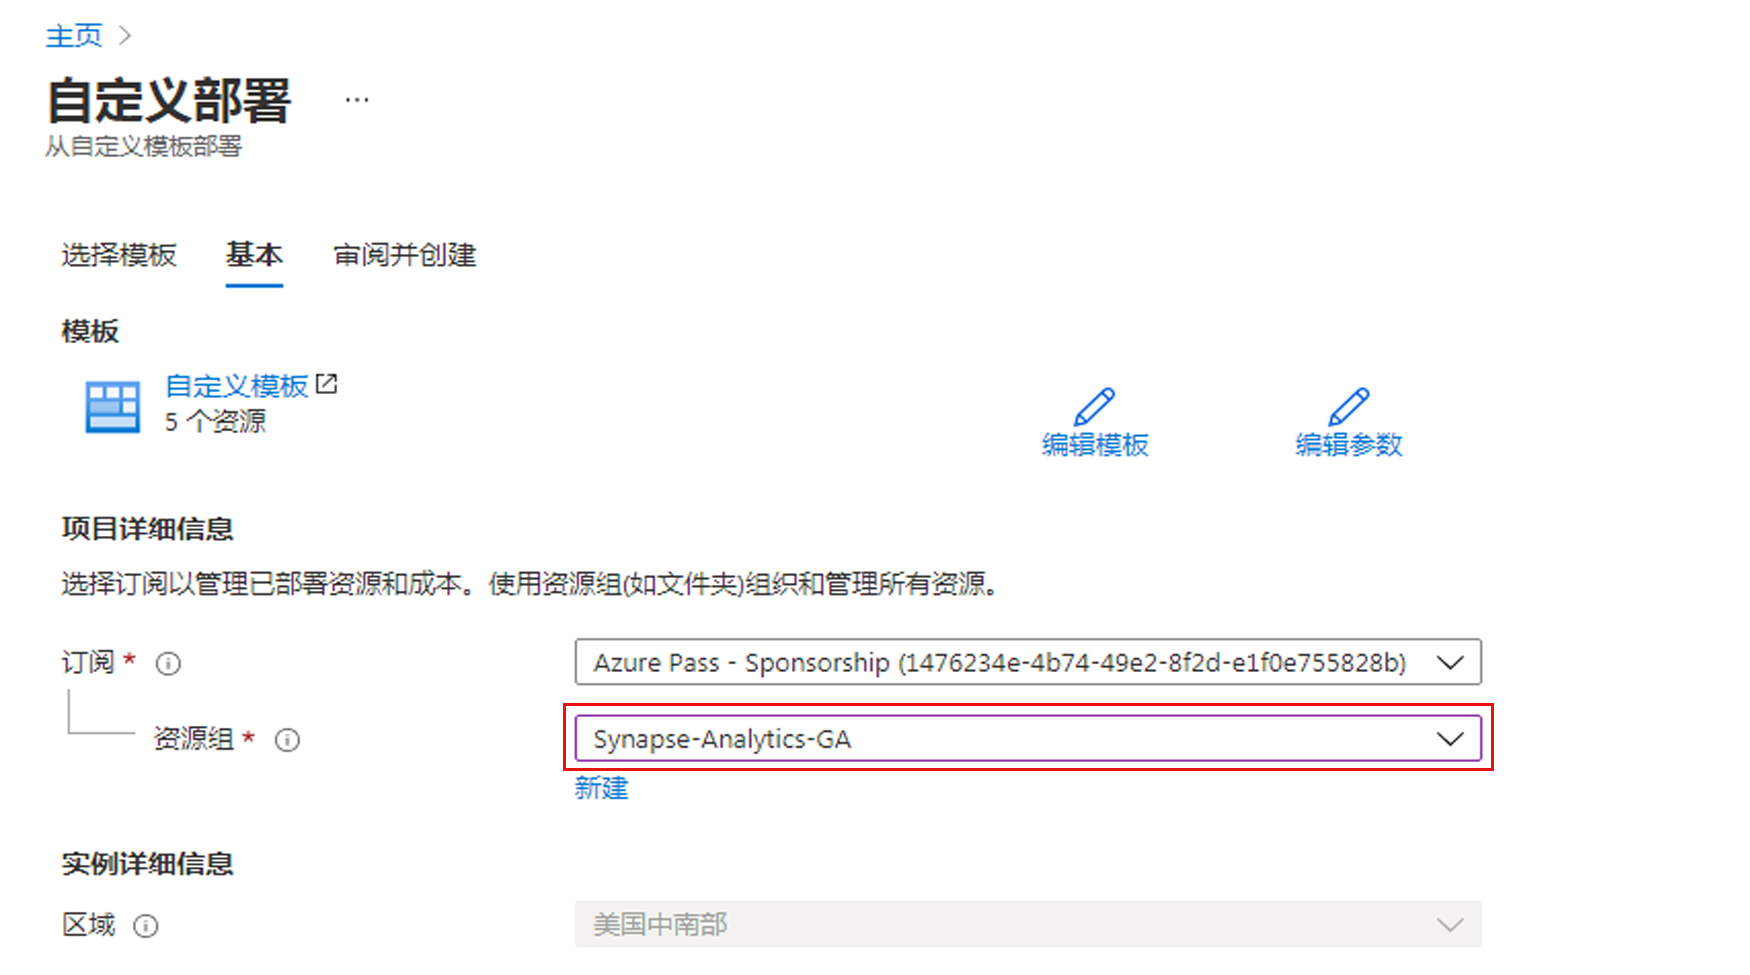 主页 >
自定义部署 ...
从自定义模板部署
选择模板 基本 审阅并创建
模板
自定义模板
5 个资源
编辑模板 编辑参数
项目详细信息
选择订阅以管理已部署资源和成本。使用资源组(如文件夹)组织和管理所有资源。
订阅 * Azure Pass - Sponsorship (1476234e-4b74-49e2-8f2d-e1f0e755828b)
资源组 * Synapse-Analytics-GA
新建
实例详细信息
区域 美国中南部